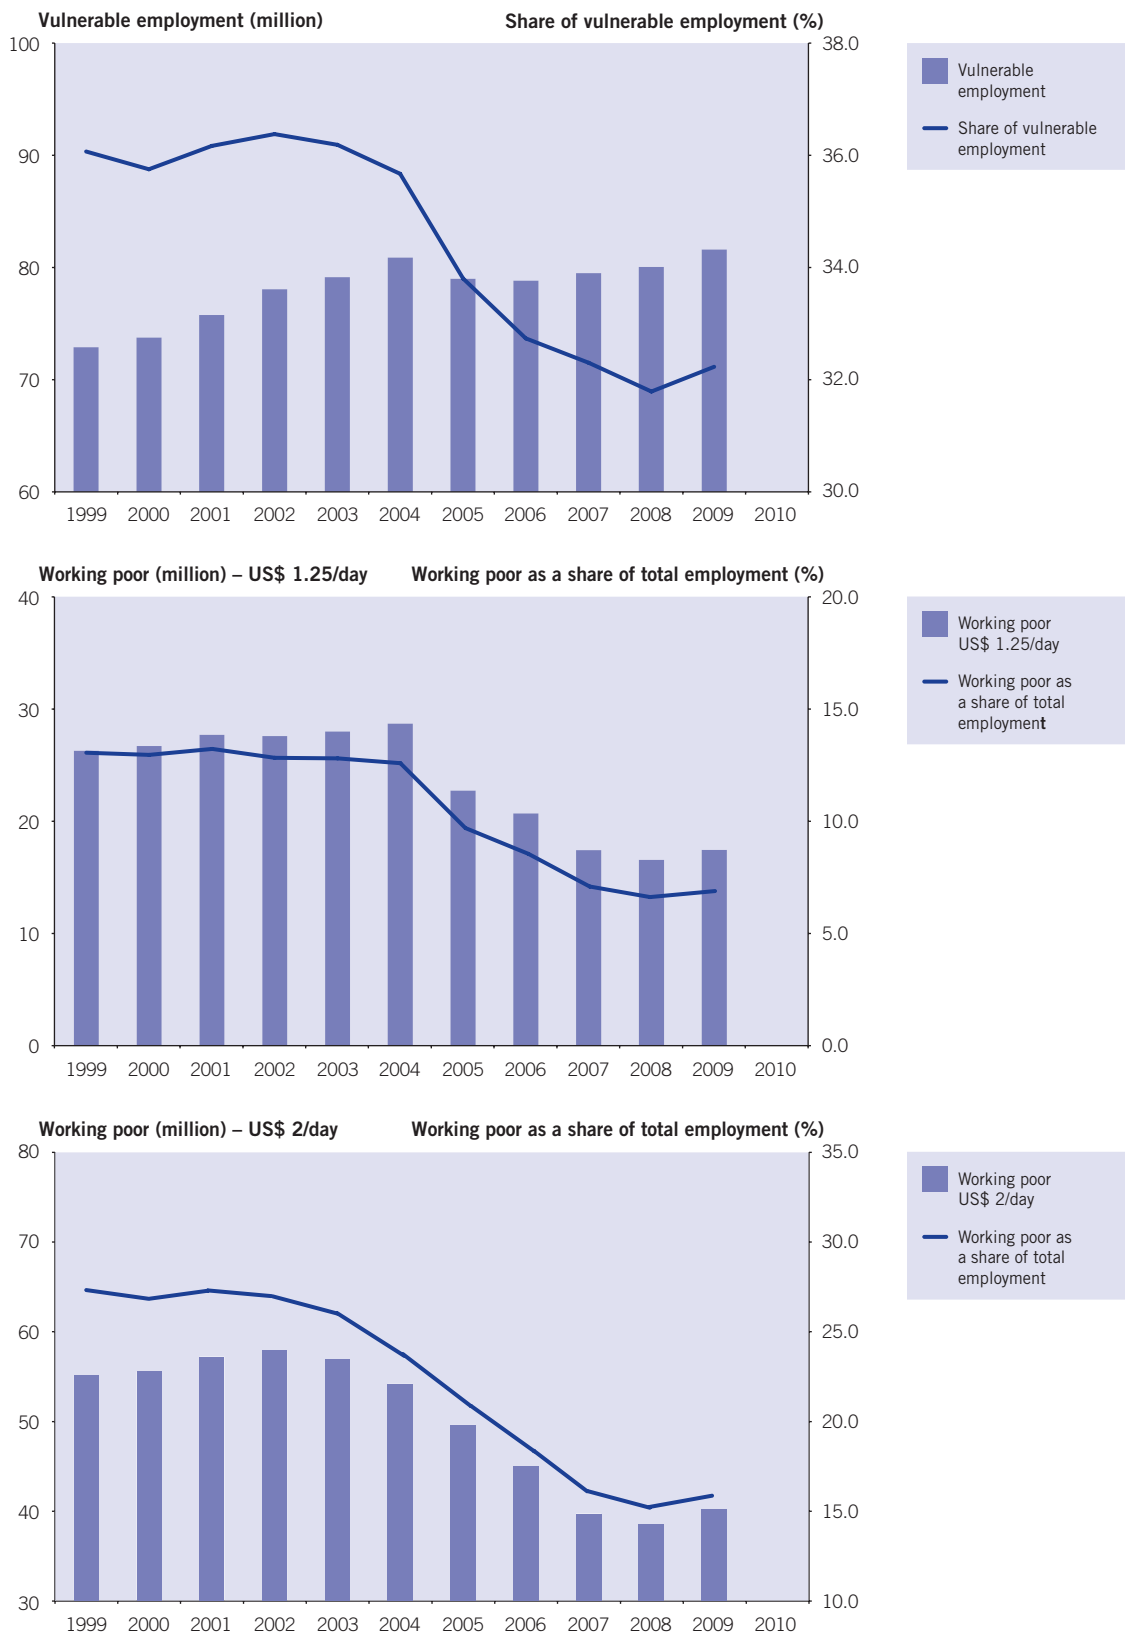 Vulnerable employment (million) Share of vulnerable employment (%)
100 38.0
90 36.0
80 34.0
70 32.0
60 30.0
1999 2000 2001 2002 2003 2004 2005 2006 2007 2008 2009 2010
Vulnerable
employment
Share of vulnerable
employment
Working poor (million) – US$ 1.25/day Working poor as a share of total employment (%)
40 20.0
30 15.0
20 10.0
10 5.0
0 0.0
1999 2000 2001 2002 2003 2004 2005 2006 2007 2008 2009 2010
Working poor
US$ 1.25/day
Working poor as
a share of total
employment
Working poor (million) – US$ 2/day Working poor as a share of total employment (%)
80 35.0
70 30.0
60 25.0
50 20.0
40 15.0
30 10.0
1999 2000 2001 2002 2003 2004 2005 2006 2007 2008 2009 2010
Working poor
US$ 2/day
Working poor as
a share of total
employment